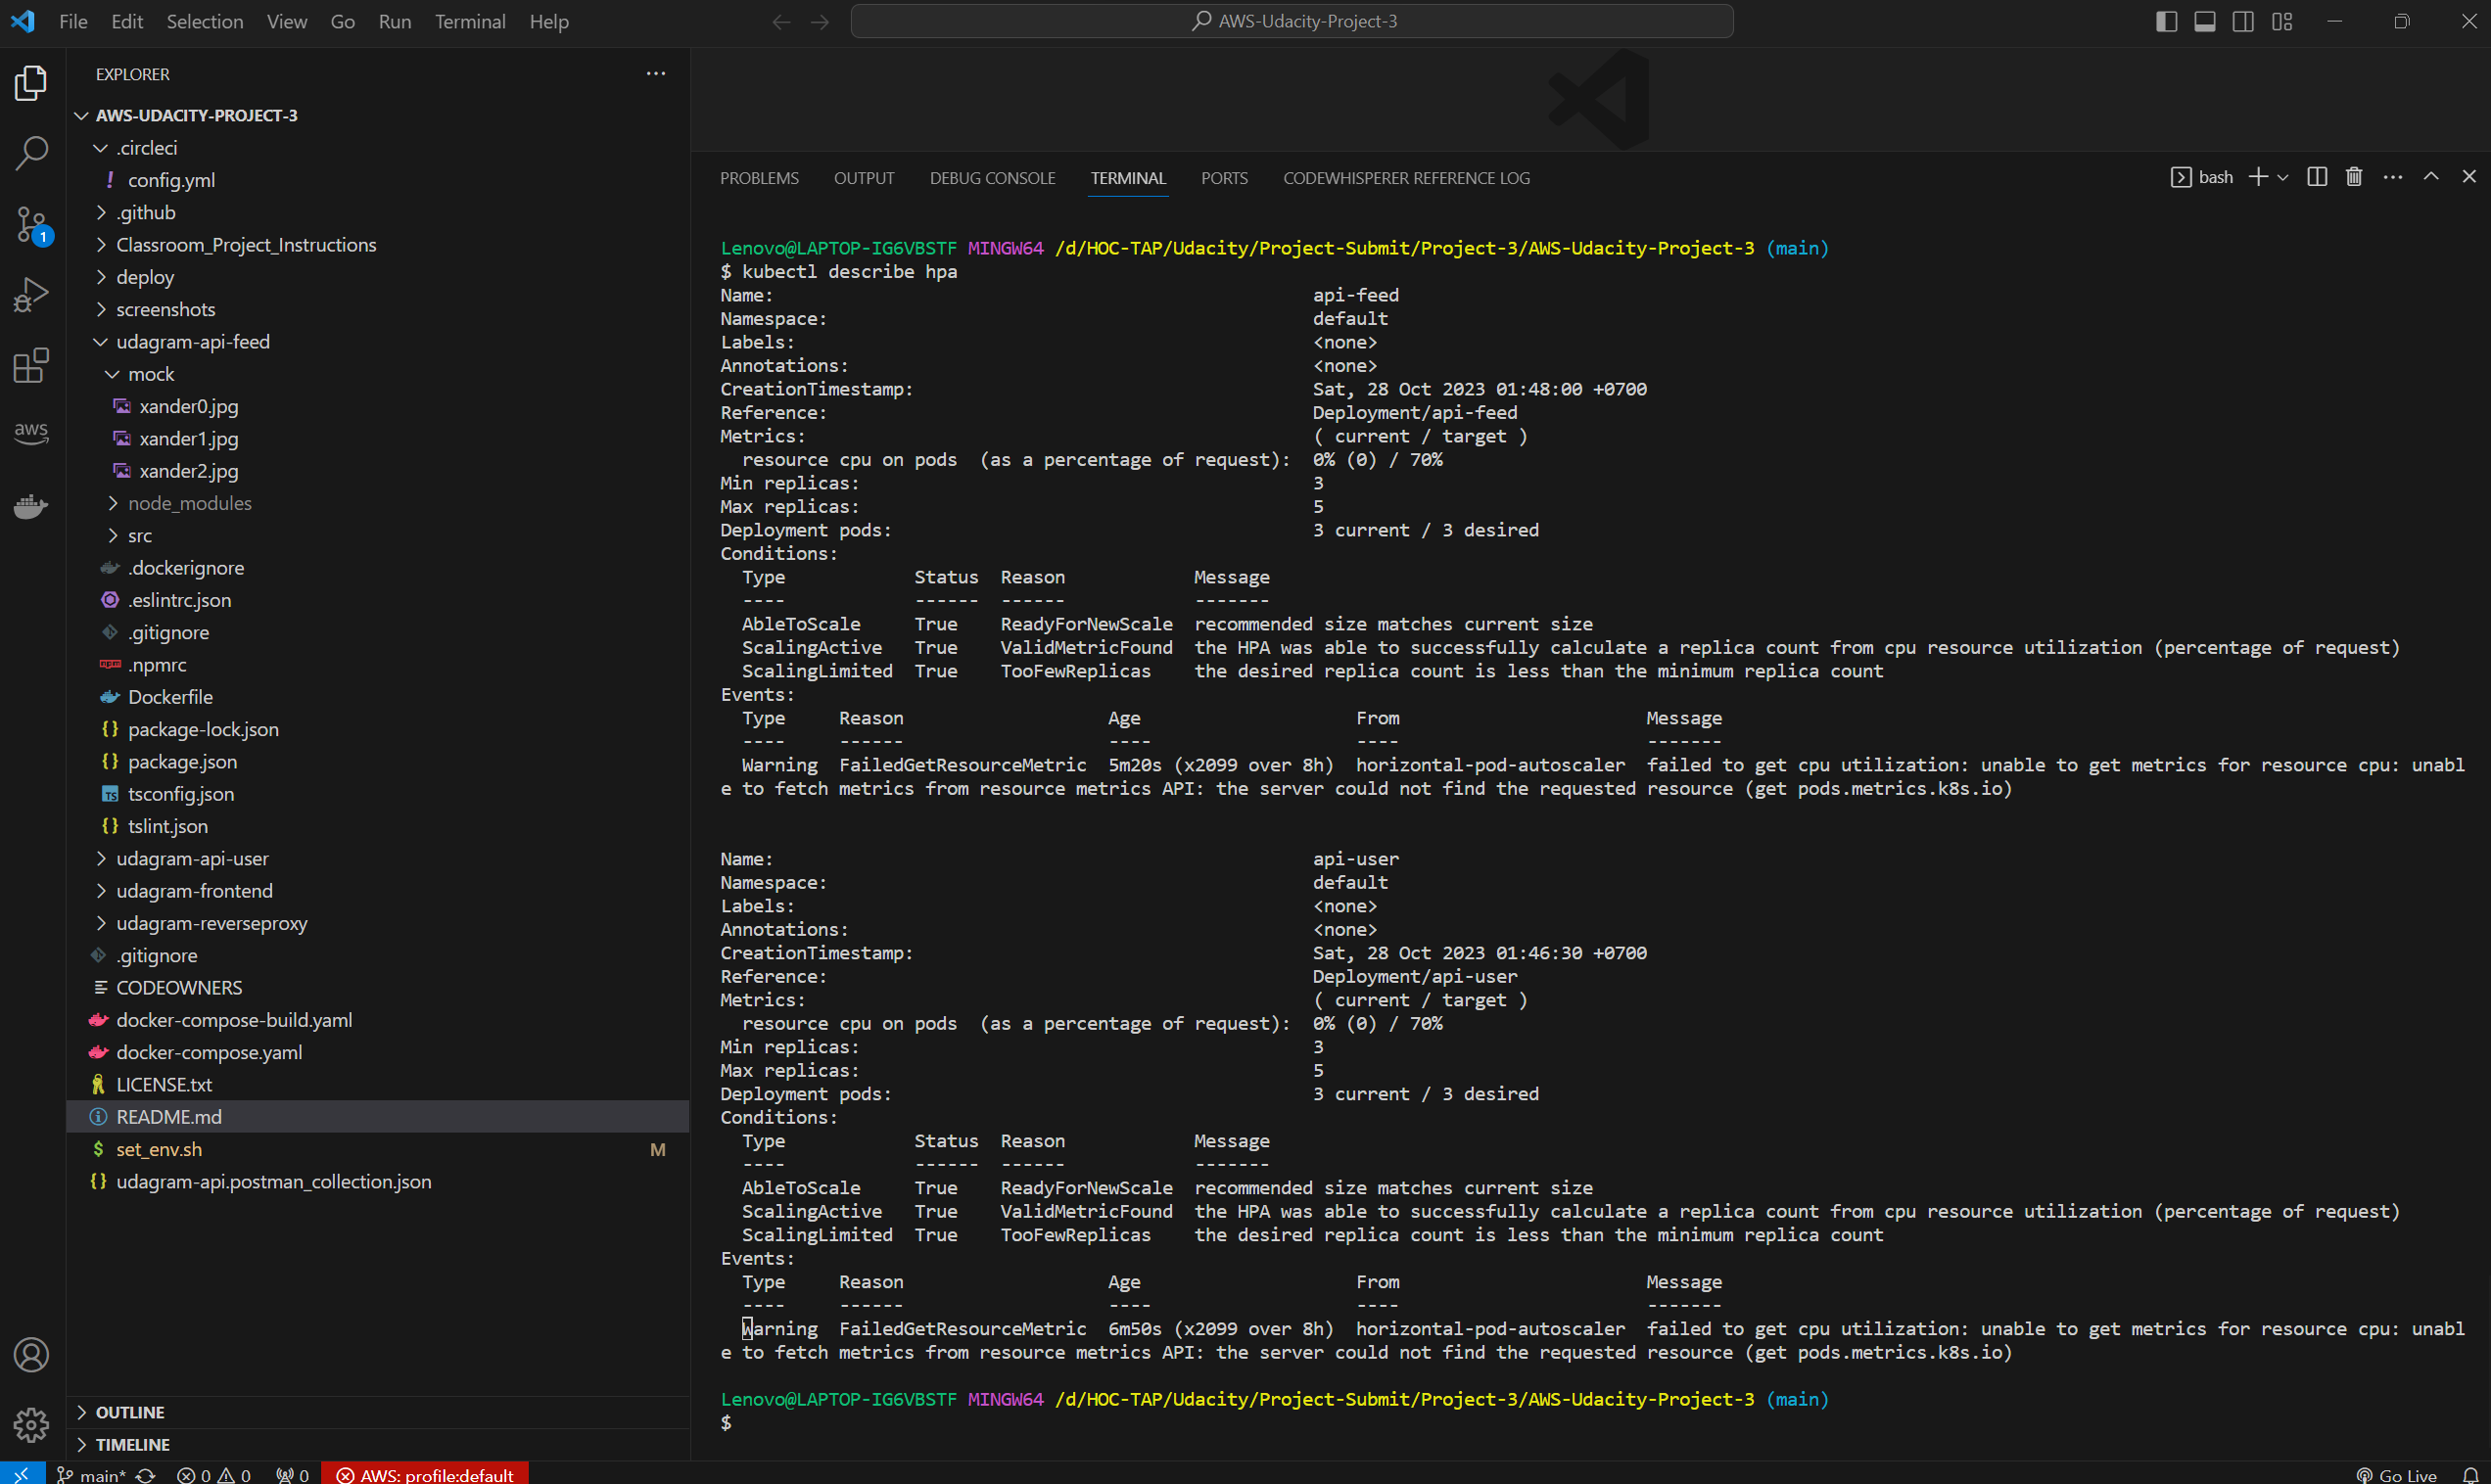 File Edit Selection View Go Run Terminal Help
AWS-Udacity-Project-3
EXPLORER
AWS-UDACITY-PROJECT-3
.circleci
! config.yml
.github
Classroom_Project_Instructions
deploy
screenshots
udagram-api-feed
mock
xander0.jpg
xander1.jpg
xander2.jpg
node_modules
src
.dockerignore
.eslintrc.json
.gitignore
.npmrc
Dockerfile
{} package-lock.json
{} package.json
TS tsconfig.json
{} tslint.json
udagram-api-user
udagram-frontend
udagram-reverseproxy
.gitignore
CODEOWNERS
docker-compose-build.yaml
docker-compose.yaml
LICENSE.txt
README.md
$ set_env.sh M
{} udagram-api.postman_collection.json
OUTLINE
TIMELINE
aws
1
PROBLEMS OUTPUT DEBUG CONSOLE TERMINAL PORTS CODEWHISPERER REFERENCE LOG
bash
Lenovo@LAPTOP-IG6VBSTF MINGW64 /d/HOC-TAP/Udacity/Project-Submit/Project-3/AWS-Udacity-Project-3 (main)
$ kubectl describe hpa
Name: api-feed
Namespace: default
Labels: <none>
Annotations: <none>
CreationTimestamp: Sat, 28 Oct 2023 01:48:00 +0700
Reference: Deployment/api-feed
Metrics: ( current / target )
resource cpu on pods (as a percentage of request): 0% (0) / 70%
Min replicas: 3
Max replicas: 5
Deployment pods: 3 current / 3 desired
Conditions:
Type Status Reason Message
---- ------ ------ -------
AbleToScale True ReadyForNewScale recommended size matches current size
ScalingActive True ValidMetricFound the HPA was able to successfully calculate a replica count from cpu resource utilization (percentage of request)
ScalingLimited True TooFewReplicas the desired replica count is less than the minimum replica count
Events:
Type Reason Age From Message
---- ------ ---- ---- -------
Warning FailedGetResourceMetric 5m20s (x2099 over 8h) horizontal-pod-autoscaler failed to get cpu utilization: unable to get metrics for resource cpu: unabl
e to fetch metrics from resource metrics API: the server could not find the requested resource (get pods.metrics.k8s.io)
Name: api-user
Namespace: default
Labels: <none>
Annotations: <none>
CreationTimestamp: Sat, 28 Oct 2023 01:46:30 +0700
Reference: Deployment/api-user
Metrics: ( current / target )
resource cpu on pods (as a percentage of request): 0% (0) / 70%
Min replicas: 3
Max replicas: 5
Deployment pods: 3 current / 3 desired
Conditions:
Type Status Reason Message
---- ------ ------ -------
AbleToScale True ReadyForNewScale recommended size matches current size
ScalingActive True ValidMetricFound the HPA was able to successfully calculate a replica count from cpu resource utilization (percentage of request)
ScalingLimited True TooFewReplicas the desired replica count is less than the minimum replica count
Events:
Type Reason Age From Message
---- ------ ---- ---- -------
Warning FailedGetResourceMetric 6m50s (x2099 over 8h) horizontal-pod-autoscaler failed to get cpu utilization: unable to get metrics for resource cpu: unabl
e to fetch metrics from resource metrics API: the server could not find the requested resource (get pods.metrics.k8s.io)
Lenovo@LAPTOP-IG6VBSTF MINGW64 /d/HOC-TAP/Udacity/Project-Submit/Project-3/AWS-Udacity-Project-3 (main)
$
main* 0 0 0 AWS: profile:default Go Live